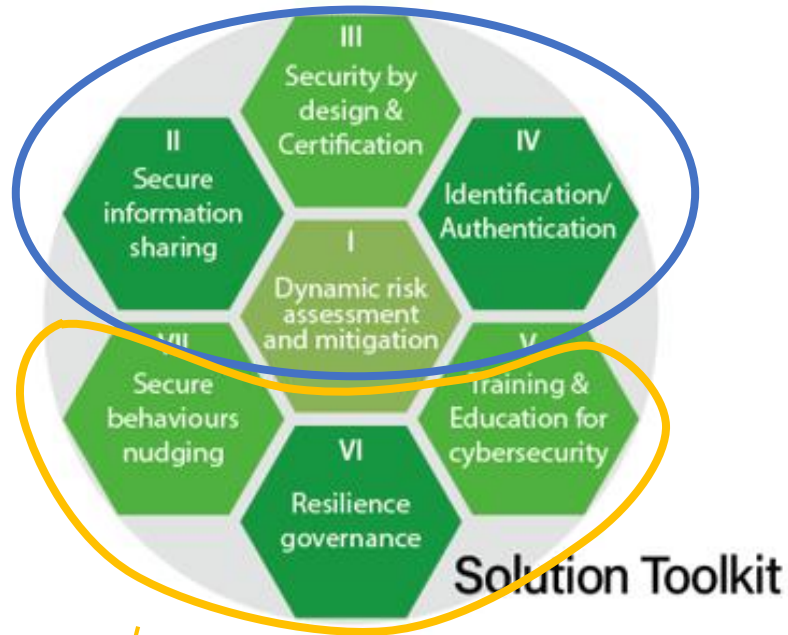 III
Security by
design &
Certification
II
Secure
information
sharing
IV
Identification/
Authentication
I
Dynamic risk
assessment
and mitigation
VII
Secure
behaviours
nudging
V
Training &
Education for
cybersecurity
VI
Resilience
governance
Solution Toolkit